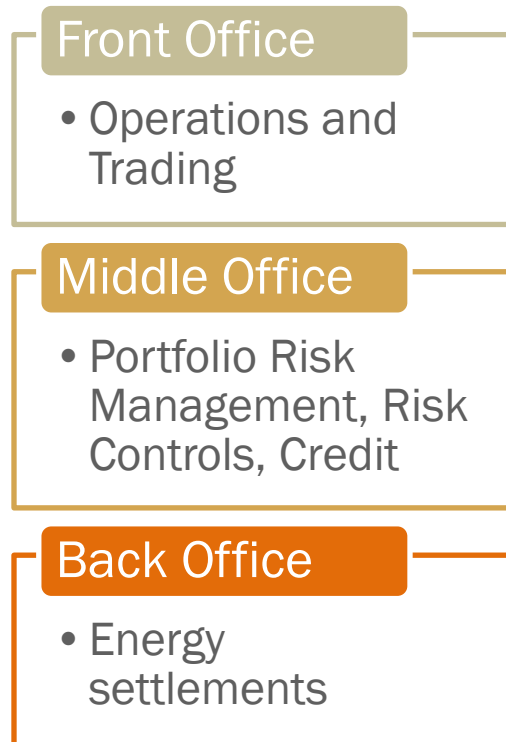 Front Office
• Operations and
Trading
Middle Office
• Portfolio Risk
Management, Risk
Controls, Credit
Back Office
• Energy
settlements